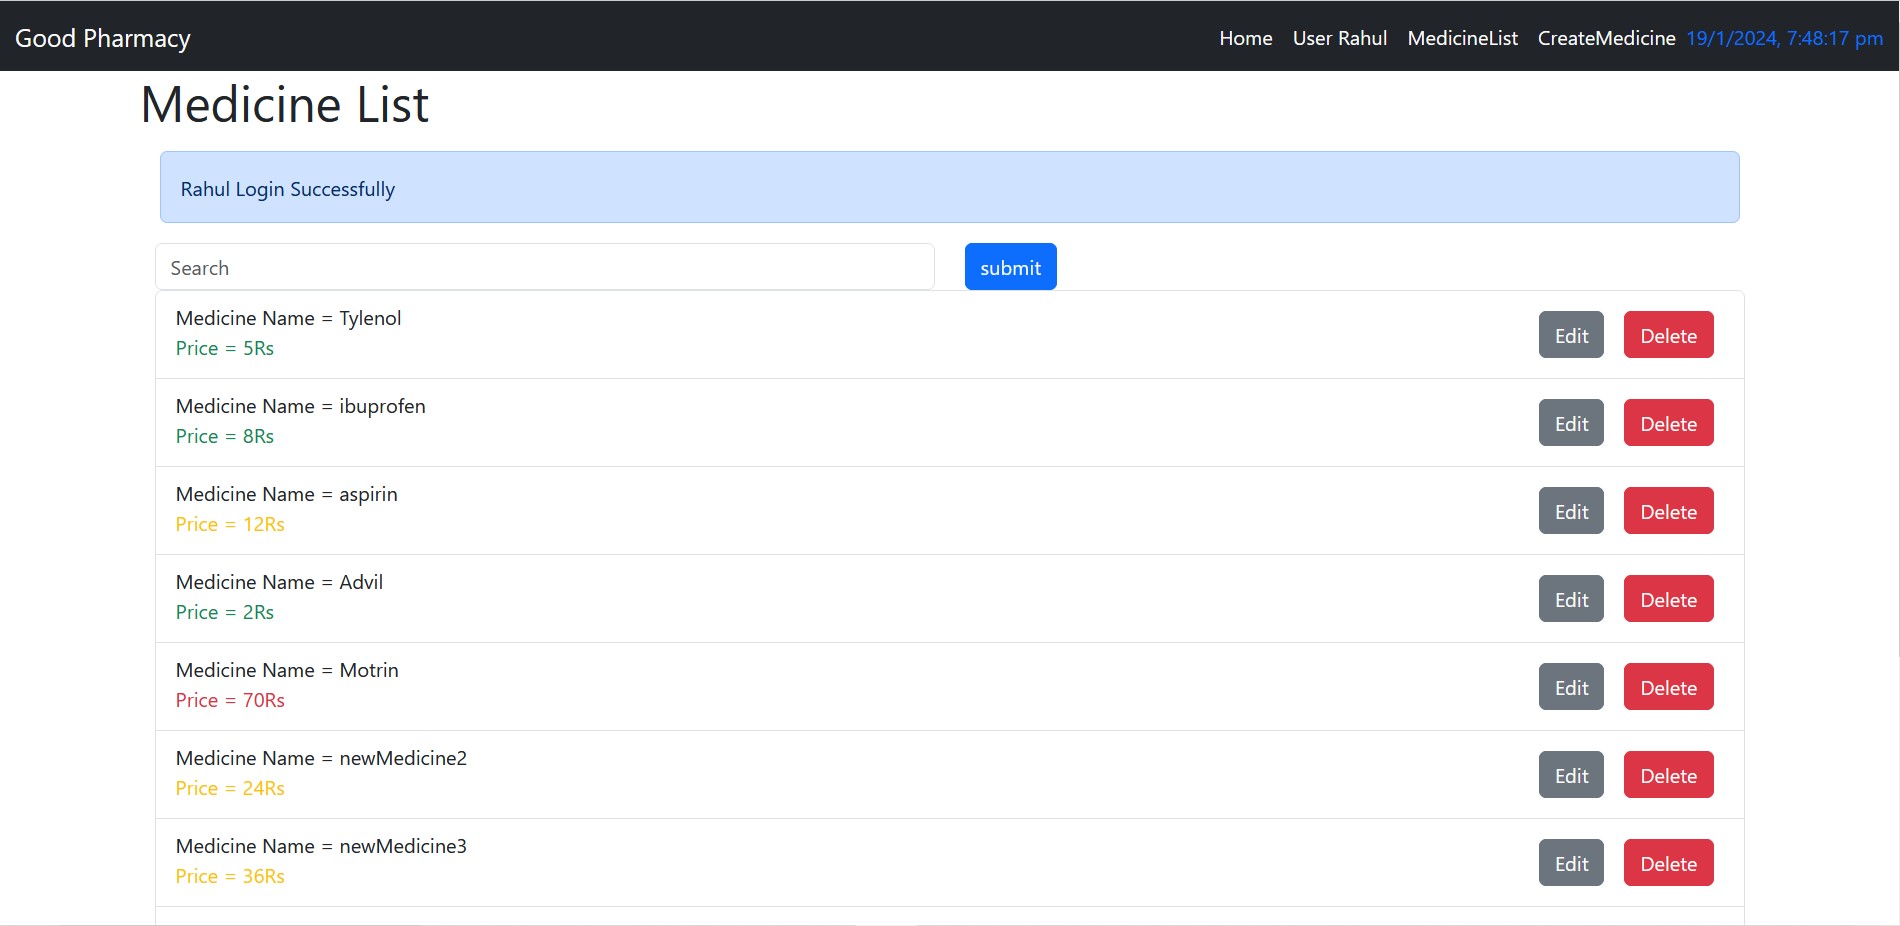 Good Pharmacy Home User Rahul MedicineList CreateMedicine 19/1/2024, 7:48:17 pm
Medicine List
Rahul Login Successfully
Search submit
Medicine Name = Tylenol
Price = 5Rs
Edit Delete
Medicine Name = ibuprofen
Price = 8Rs
Edit Delete
Medicine Name = aspirin
Price = 12Rs
Edit Delete
Medicine Name = Advil
Price = 2Rs
Edit Delete
Medicine Name = Motrin
Price = 70Rs
Edit Delete
Medicine Name = newMedicine2
Price = 24Rs
Edit Delete
Medicine Name = newMedicine3
Price = 36Rs
Edit Delete